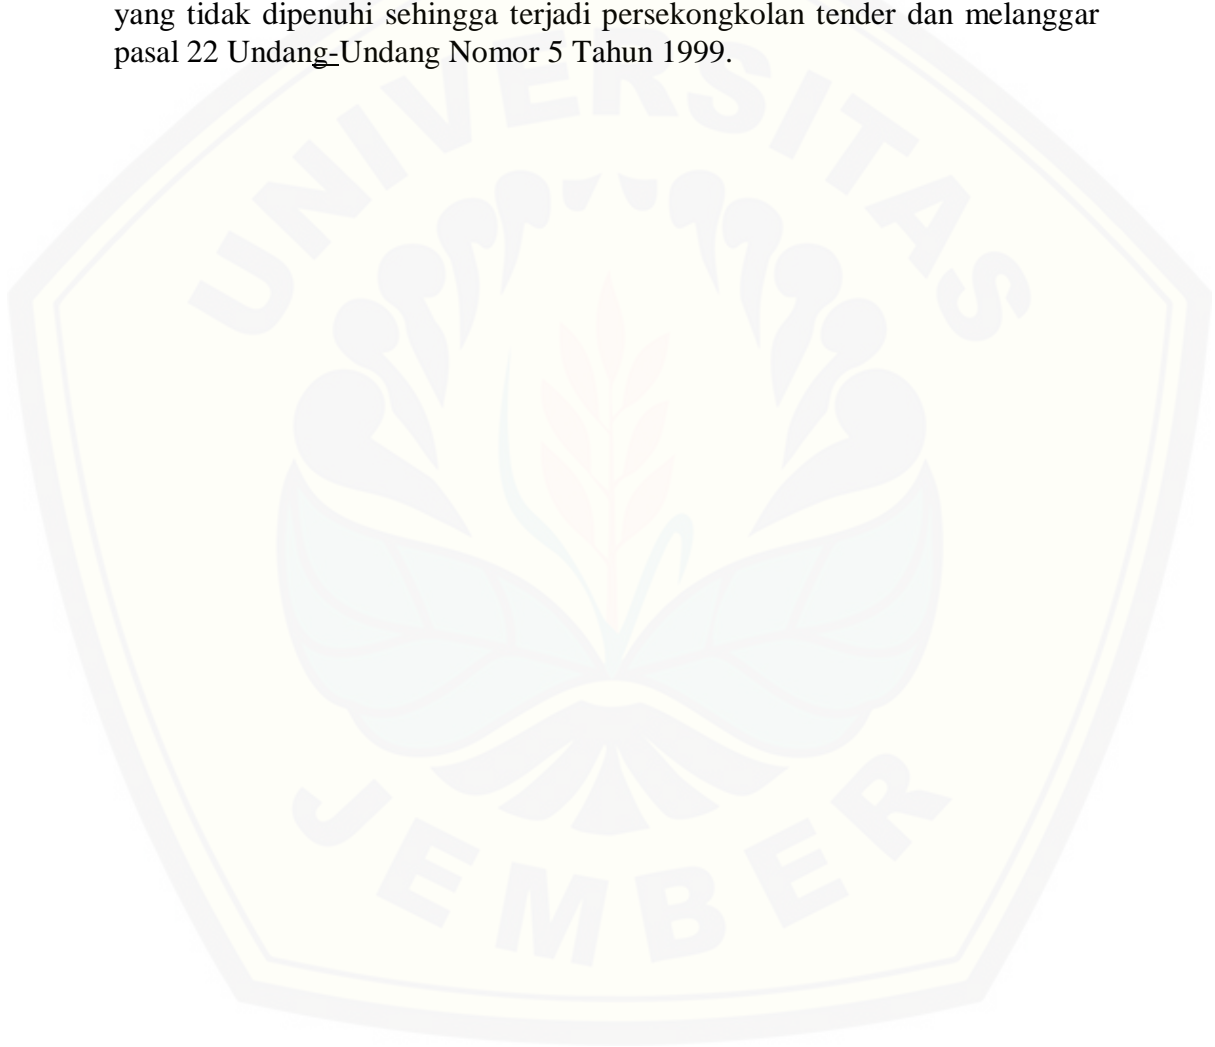 yang tidak dipenuhi sehingga terjadi persekongkolan tender dan melanggar
pasal 22 Undang-Undang Nomor 5 Tahun 1999.
UNIVERSITAS
JEMBER